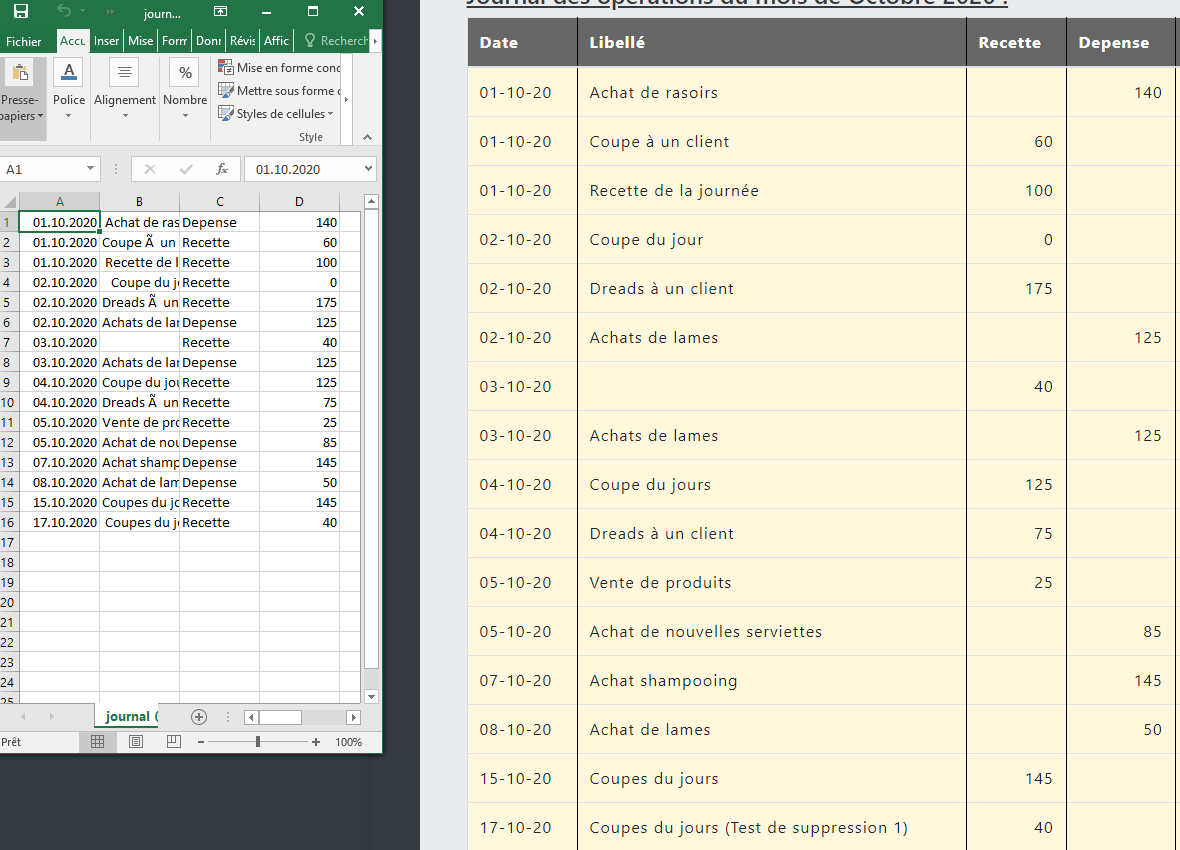 journ...
Fichier Accu Inser Mise Forn Donn Révis Affic Recherch
Presse-
papiers
Police
Alignement
%
Nombre
Mise en forme cond
Mettre sous forme d
Styles de cellules
Style
A1 fx 01.10.2020
A B C D
1 01.10.2020 Achat de ras Depense 140
2 01.10.2020 Coupe Ã un Recette 60
3 01.10.2020 Recette de l Recette 100
4 02.10.2020 Coupe du jo Recette 0
5 02.10.2020 Dreads Ã un Recette 175
6 02.10.2020 Achats de lam Depense 125
7 03.10.2020 Recette 40
8 03.10.2020 Achats de lam Depense 125
9 04.10.2020 Coupe du jou Recette 125
10 04.10.2020 Dreads Ã un Recette 75
11 05.10.2020 Vente de pro Recette 25
12 05.10.2020 Achat de nou Depense 85
13 07.10.2020 Achat shamp Depense 145
14 08.10.2020 Achat de lam Depense 50
15 15.10.2020 Coupes du jo Recette 145
16 17.10.2020 Coupes du jo Recette 40
17
18
19
20
21
22
23
24
25
journal (
Prêt 100%
Journal des opérations du mois de Octobre 2020 :
Date Libellé Recette Depense
01-10-20 Achat de rasoirs 140
01-10-20 Coupe à un client 60
01-10-20 Recette de la journée 100
02-10-20 Coupe du jour 0
02-10-20 Dreads à un client 175
02-10-20 Achats de lames 125
03-10-20 40
03-10-20 Achats de lames 125
04-10-20 Coupe du jours 125
04-10-20 Dreads à un client 75
05-10-20 Vente de produits 25
05-10-20 Achat de nouvelles serviettes 85
07-10-20 Achat shampooing 145
08-10-20 Achat de lames 50
15-10-20 Coupes du jours 145
17-10-20 Coupes du jours (Test de suppression 1) 40